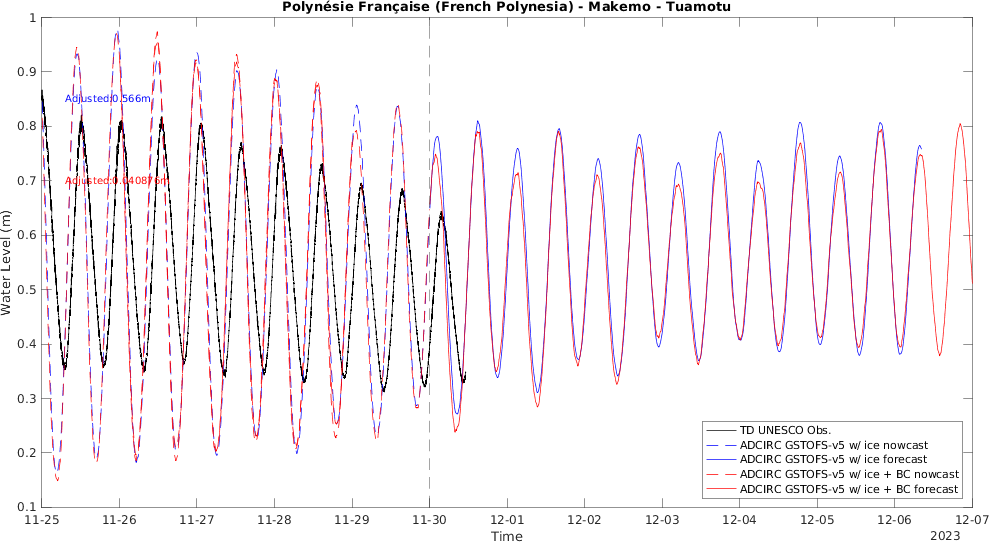 Polynésie Française (French Polynesia) - Makemo - Tuamotu
1
0.9
0.8
0.7
0.6
0.5
0.4
0.3
0.2
0.1
Water Level (m)
Adjusted:0.566m
TD UNESCO Obs.
ADCIRC GSTOFS-v5 w/ ice nowcast
ADCIRC GSTOFS-v5 w/ ice forecast
ADCIRC GSTOFS-v5 w/ ice + BC nowcast
ADCIRC GSTOFS-v5 w/ ice + BC forecast
11-25 11-26 11-27 11-28 11-29 11-30 12-01 12-02 12-03 12-04 12-05 12-06 12-07
Time
2023